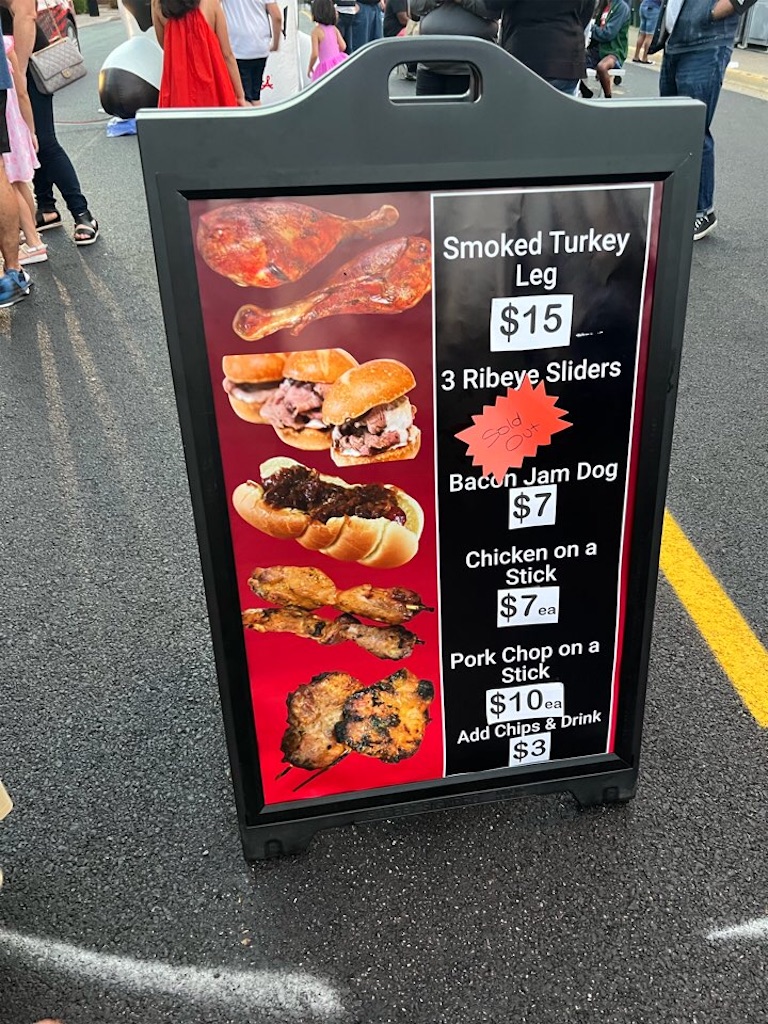 Smoked Turkey
Leg
$15
3 Ribeye Sliders
Sold
Out
Bacon Jam Dog
$7
Chicken on a
Stick
$7ea
Pork Chop on a
Stick
$10ea
Add Chips & Drink
$3